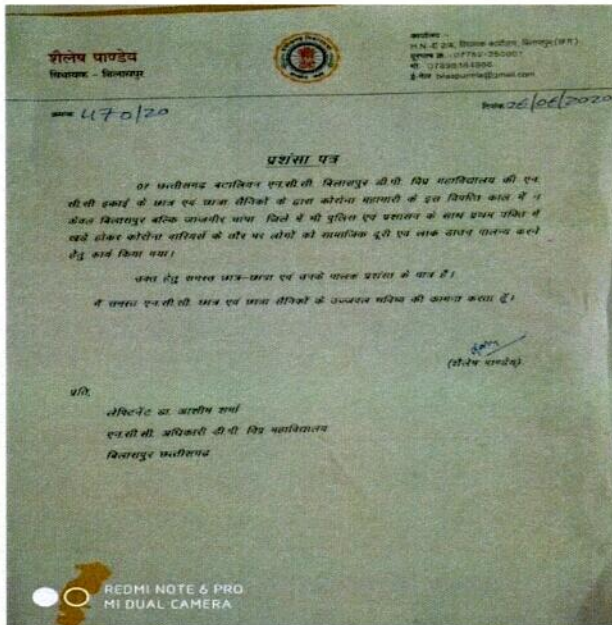 शैलेष पाण्डेय
विधायक – बिलासपुर
कार्यालय :-
क्रमांक 470/20
दिनांक 26/06/2020
प्रशंसा पत्र
07 छत्तीसगढ बटालियन एन.सी.सी. बिलासपुर डी.पी. विप्र महाविद्यालय की एन.
सी.सी इकाई के छात्र एवं छात्रा सैनिकों के द्वारा कोरोना महामारी के इस विपत्ति काल में न
केवल बिलासपुर बल्कि जांजगीर चांपा जिले में भी पुलिस एवं प्रशासन के साथ प्रथम पंक्ति में
खडे होकर कोरोना वारियर्स के तौर पर लोगों को सामाजिक दूरी एवं लाक डाउन पालन्य करने
हेतु कार्य किया गया।
उक्त हेतु समस्त छात्र-छात्रा एवं उनके पालक प्रशंसा के पात्र हैं।
मैं समस्त एन.सी.सी. छात्र एवं छात्रा सैनिकों के उज्जवल भविष्य की कामना करता हूँ।
(शैलेष पाण्डेय)
प्रति,
लेफ्टिनेंट डा. आशीष शर्मा
एन.सी.सी. अधिकारी डी.पी. विप्र महाविद्यालय
बिलासपुर छत्तीसगढ
REDMI NOTE 6 PRO
MI DUAL CAMERA